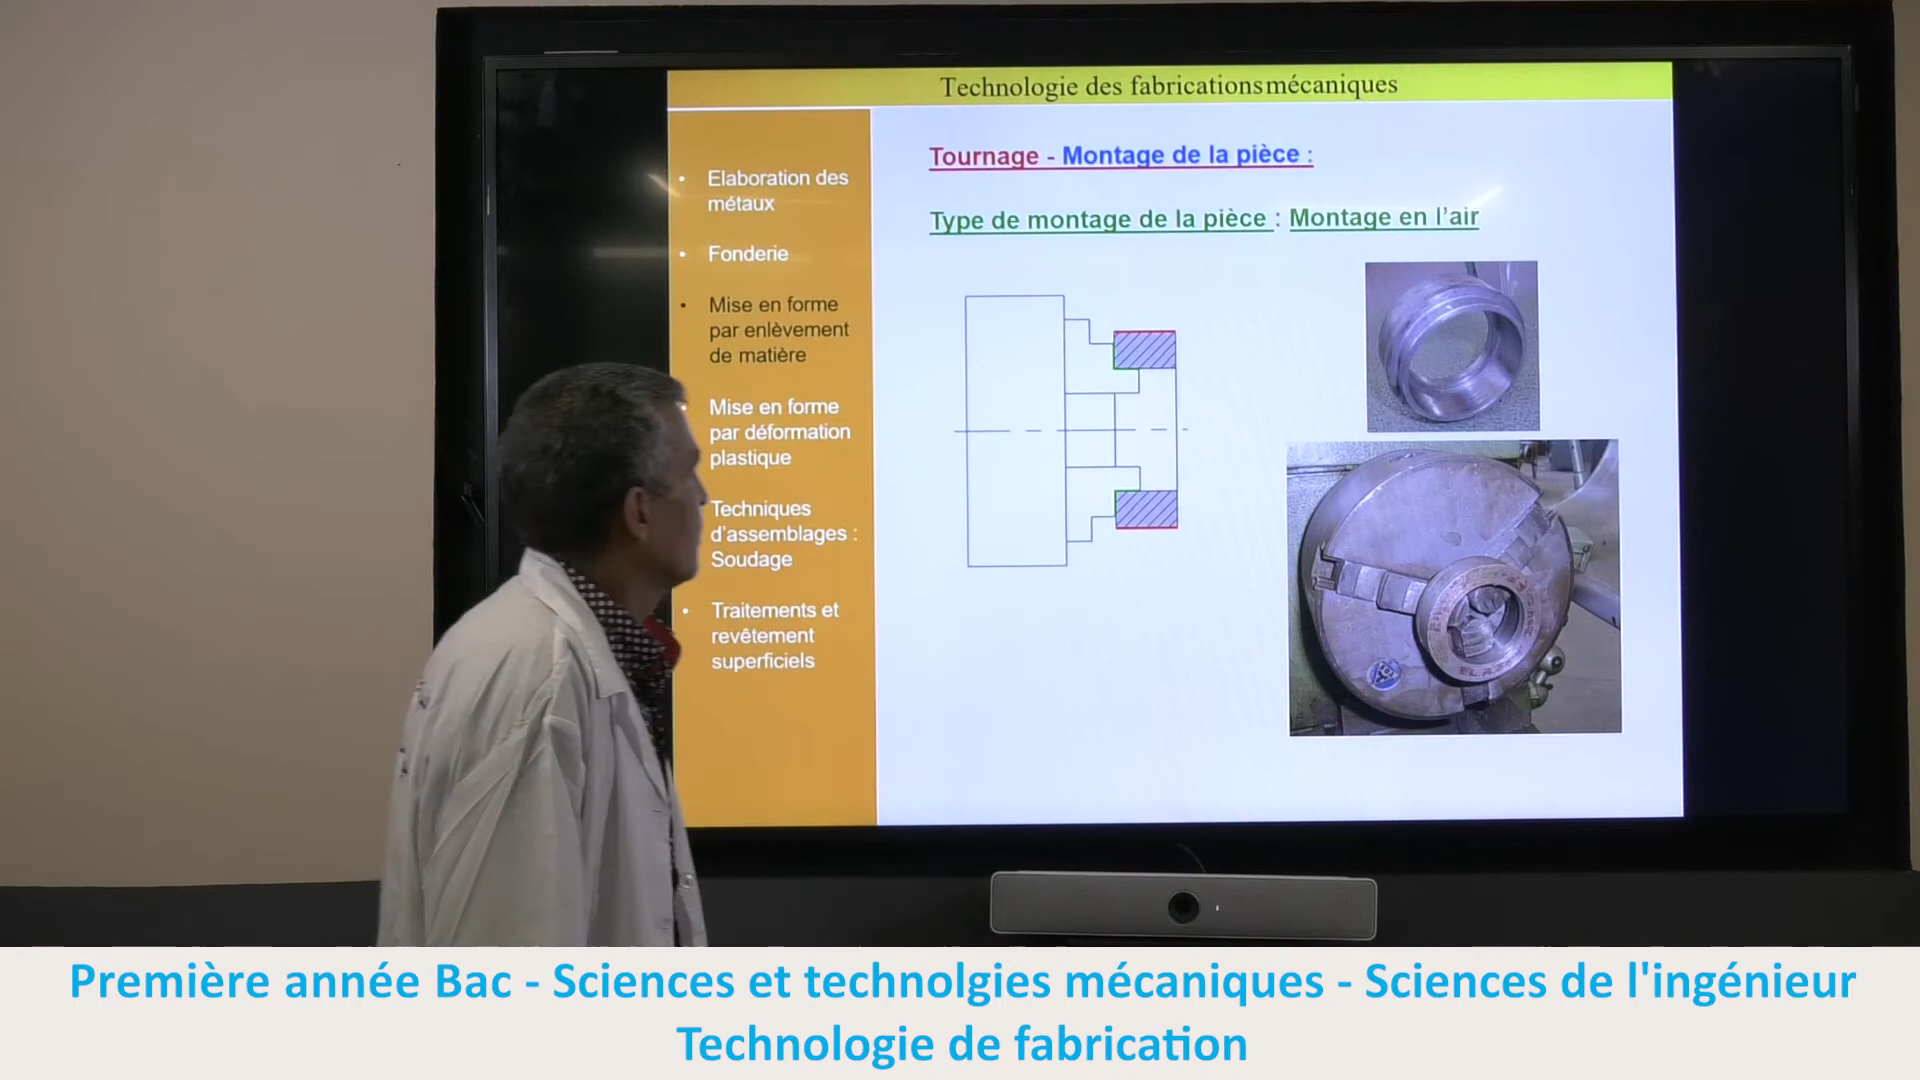 Technologie des fabrications mécaniques
Elaboration des
métaux
Fonderie
Mise en forme
par enlèvement
de matière
Mise en forme
par déformation
plastique
Techniques
d'assemblages :
Soudage
Traitements et
revêtement
superficiels
Tournage - Montage de la pièce :
Type de montage de la pièce : Montage en l'air
Première année Bac - Sciences et technolgies mécaniques - Sciences de l'ingénieur
Technologie de fabrication